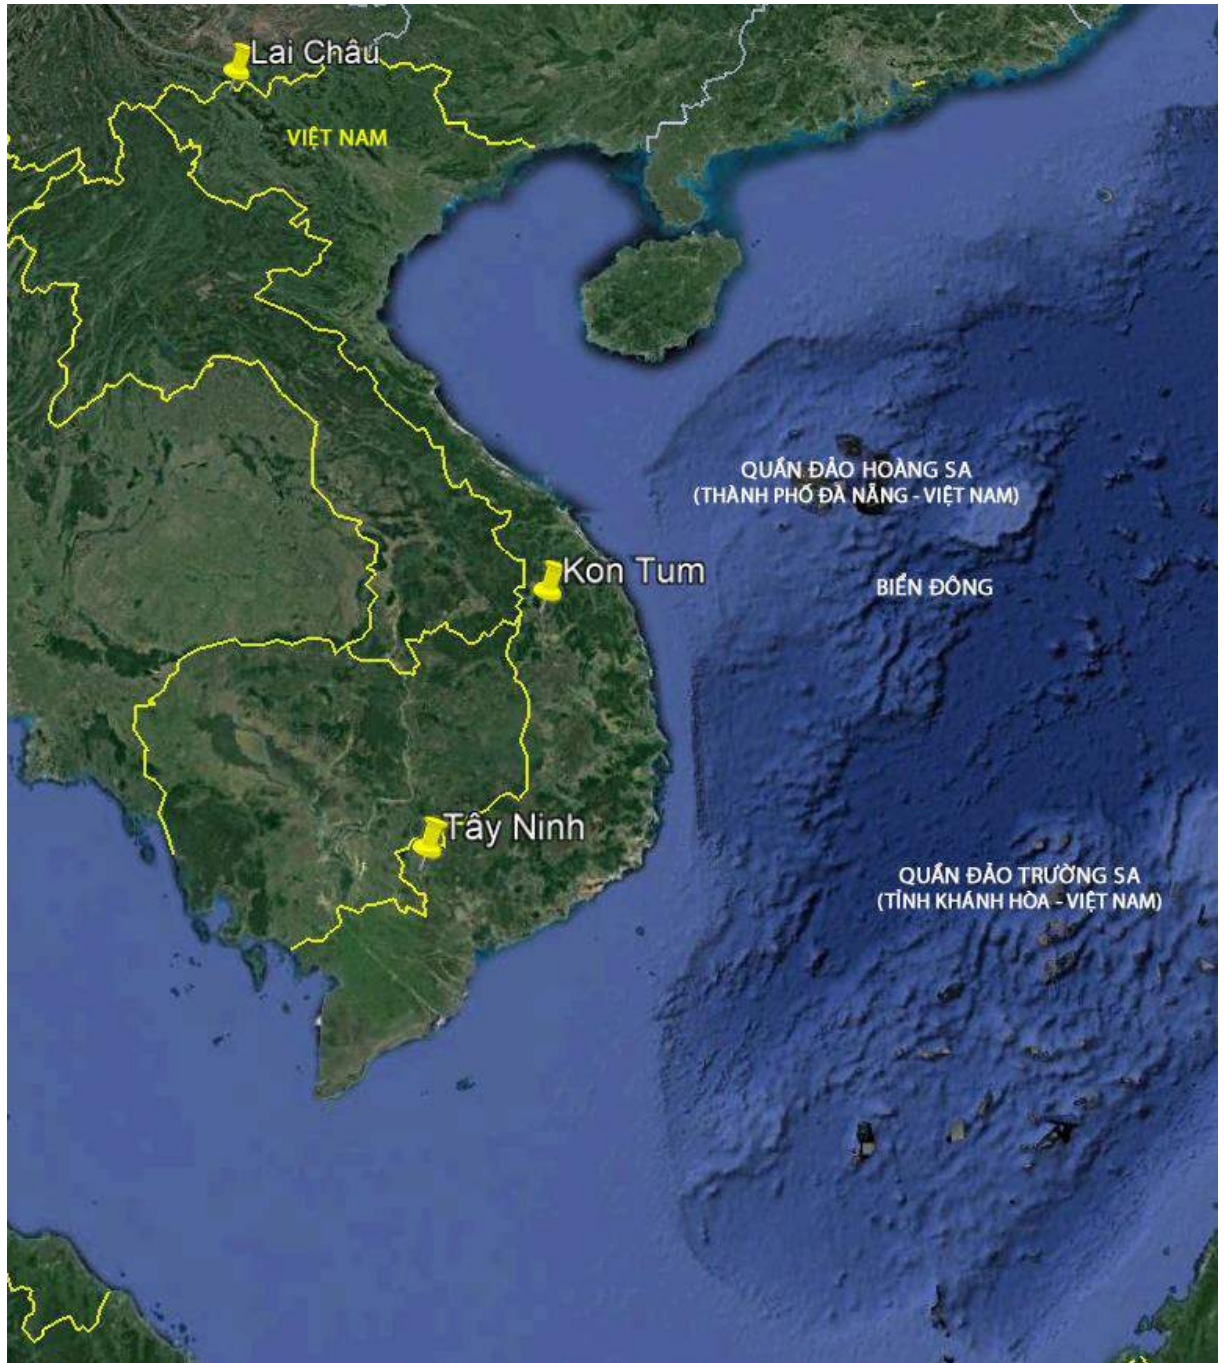 Lai Châu
VIỆT NAM
QUẦN ĐẢO HOÀNG SA
(THÀNH PHỐ ĐÀ NẴNG - VIỆT NAM)
Kon Tum
BIỂN ĐÔNG
Tây Ninh
QUẦN ĐẢO TRƯỜNG SA
(TỈNH KHÁNH HÒA - VIỆT NAM)